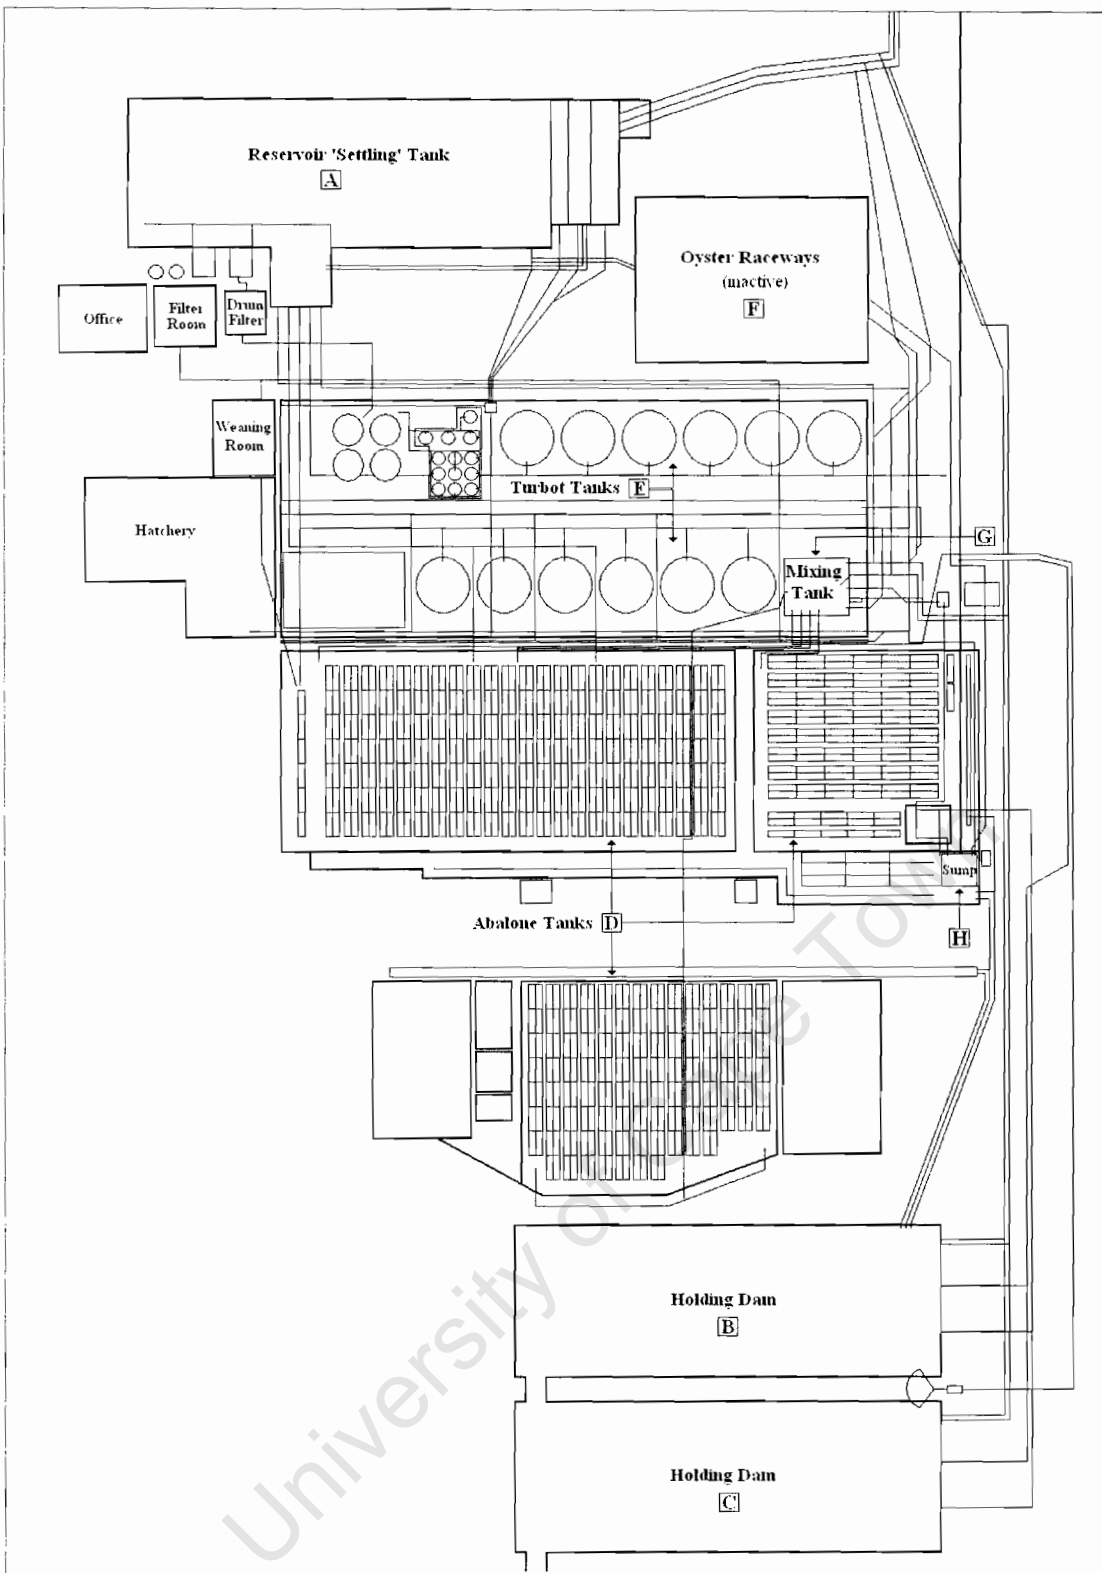 Reservoir 'Settling' Tank
A
Oyster Raceways
(inactive)
F
Office
Filter
Room
Drum
Filter
Weaning
Room
Turbot Tanks E
Hatchery
G
Mixing
Tank
Sump
Abalone Tanks D
H
Holding Dam
B
Holding Dam
C
University of Cape Town